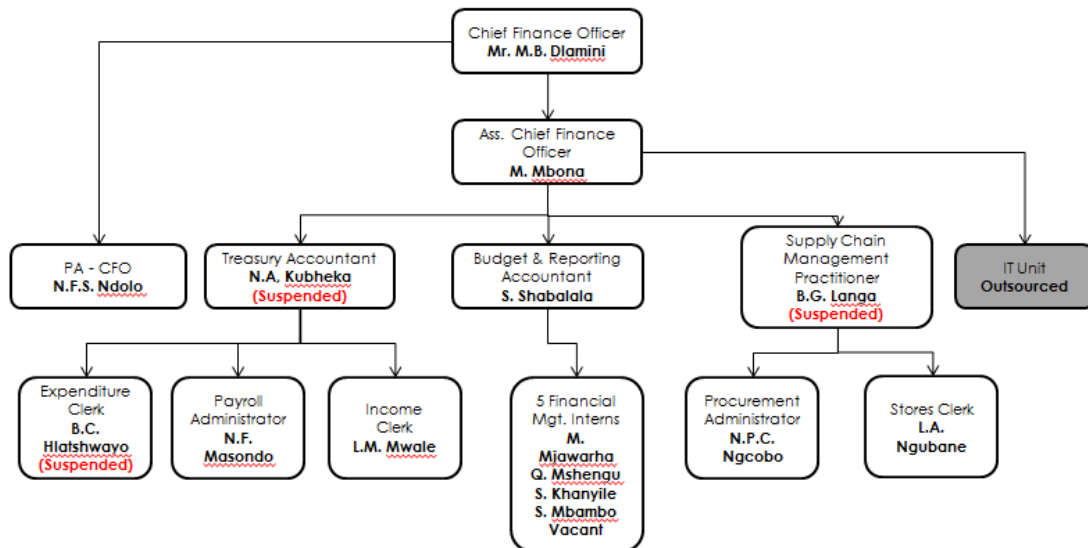 Chief Finance Officer
Mr. M.B. Dlamini
Ass. Chief Finance
Officer
M. Mbona
PA - CFO
N.F.S. Ndolo
Treasury Accountant
N.A, Kubheka
(Suspended)
Budget & Reporting
Accountant
S. Shabalala
Supply Chain
Management
Practitioner
B.G. Langa
(Suspended)
IT Unit
Outsourced
Expenditure
Clerk
B.C.
Hlatshwayo
(Suspended)
Payroll
Administrator
N.F.
Masondo
Income
Clerk
L.M. Mwale
5 Financial
Mgt. Interns
M.
Mjawarha
Q. Mshengu
S. Khanyile
S. Mbambo
Vacant
Procurement
Administrator
N.P.C.
Ngcobo
Stores Clerk
L.A.
Ngubane